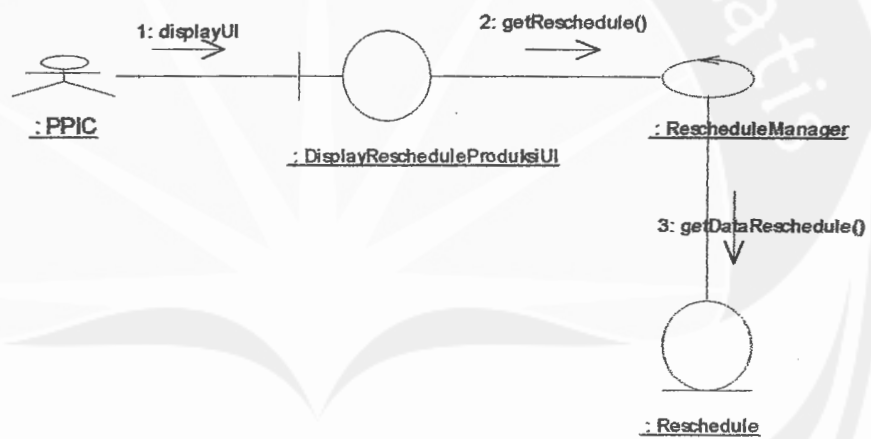 1: displayUI
2: getReschedule()
: PPIC
: DisplayRescheduleProduksiUI
: RescheduleManager
3: getDataReschedule()
: Reschedule